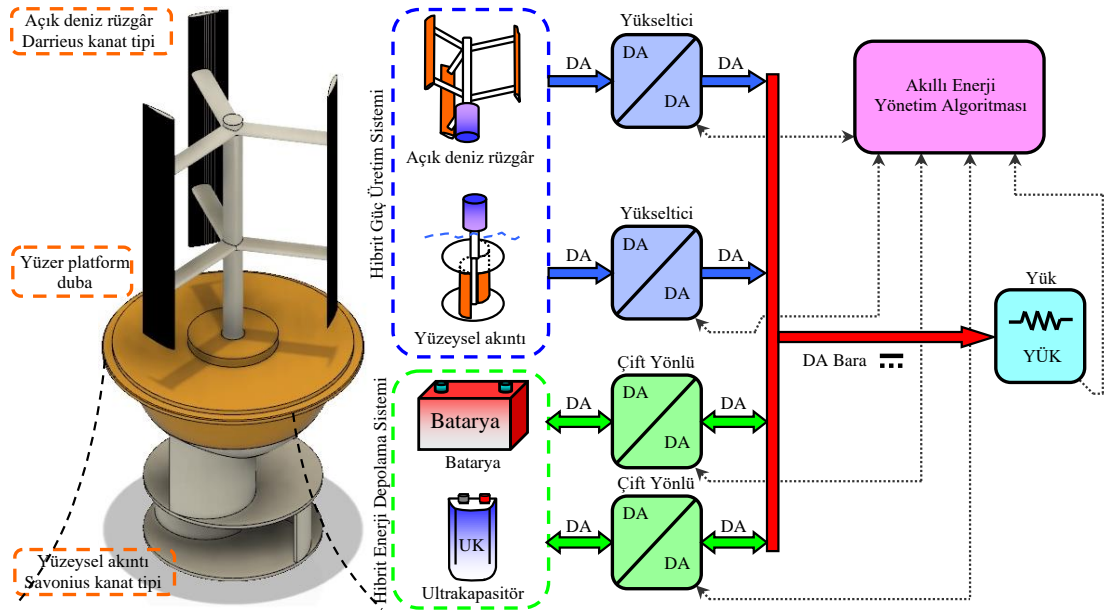 Açık deniz rüzgâr
Darrieus kanat tipi
Yüzer platform
duba
Yüzeysel akıntı
Savonius kanat tipi
Hibrit Güç Üretim Sistemi
Açık deniz rüzgâr
Yüzeysel akıntı
Hibrit Enerji Depolama Sistemi
Batarya
Batarya
UK
Ultrakapasitör
DA
Yükseltici
DA
DA
DA
DA
Yükseltici
DA
DA
DA
DA
Çift Yönlü
DA
DA
DA
DA
Çift Yönlü
DA
DA
DA
DA Bara
Akıllı Enerji
Yönetim Algoritması
Yük
YÜK